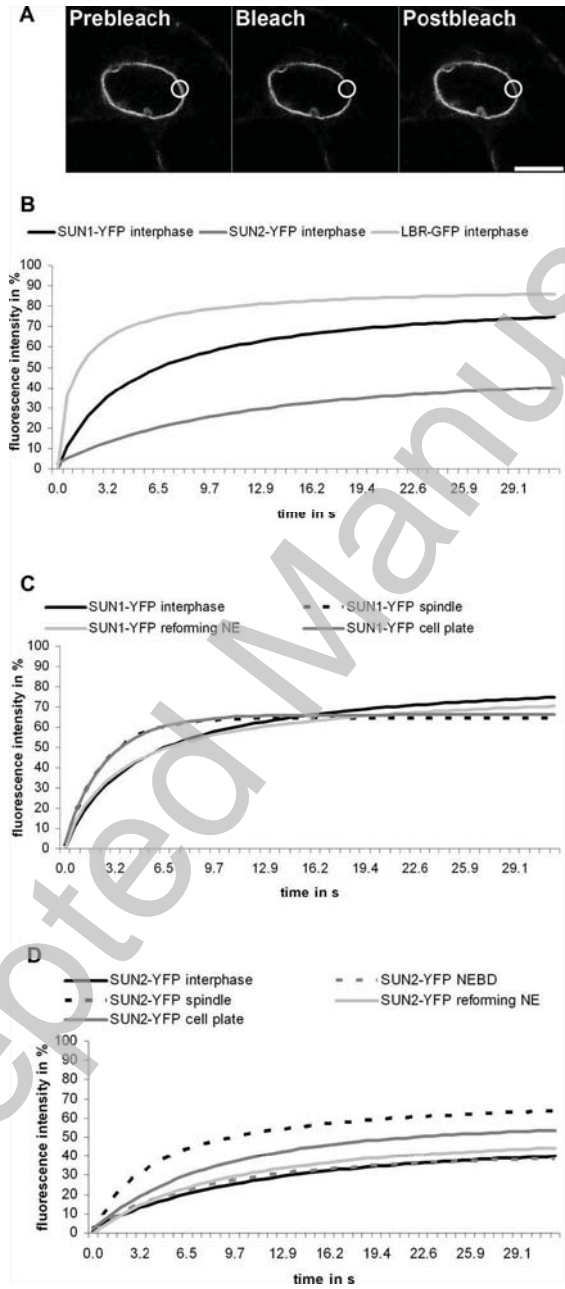 A
Prebleach Bleach Postbleach
B
SUN1-YFP interphase SUN2-YFP interphase LBR-GFP interphase
fluorescence intensity in %
100
90
80
70
60
50
40
30
20
10
0
0.0 3.2 6.5 9.7 12.9 16.2 19.4 22.6 25.9 29.1
time in s
C
SUN1-YFP interphase SUN1-YFP spindle
SUN1-YFP reforming NE SUN1-YFP cell plate
fluorescence intensity in %
100
90
80
70
60
50
40
30
20
10
0
0.0 3.2 6.5 9.7 12.9 16.2 19.4 22.6 25.9 29.1
time in s
D
SUN2-YFP interphase SUN2-YFP NEBD
SUN2-YFP spindle SUN2-YFP reforming NE
SUN2-YFP cell plate
fluorescence intensity in %
100
90
80
70
60
50
40
30
20
10
0
0.0 3.2 6.5 9.7 12.9 16.2 19.4 22.6 25.9 29.1
time in s
epted Manus